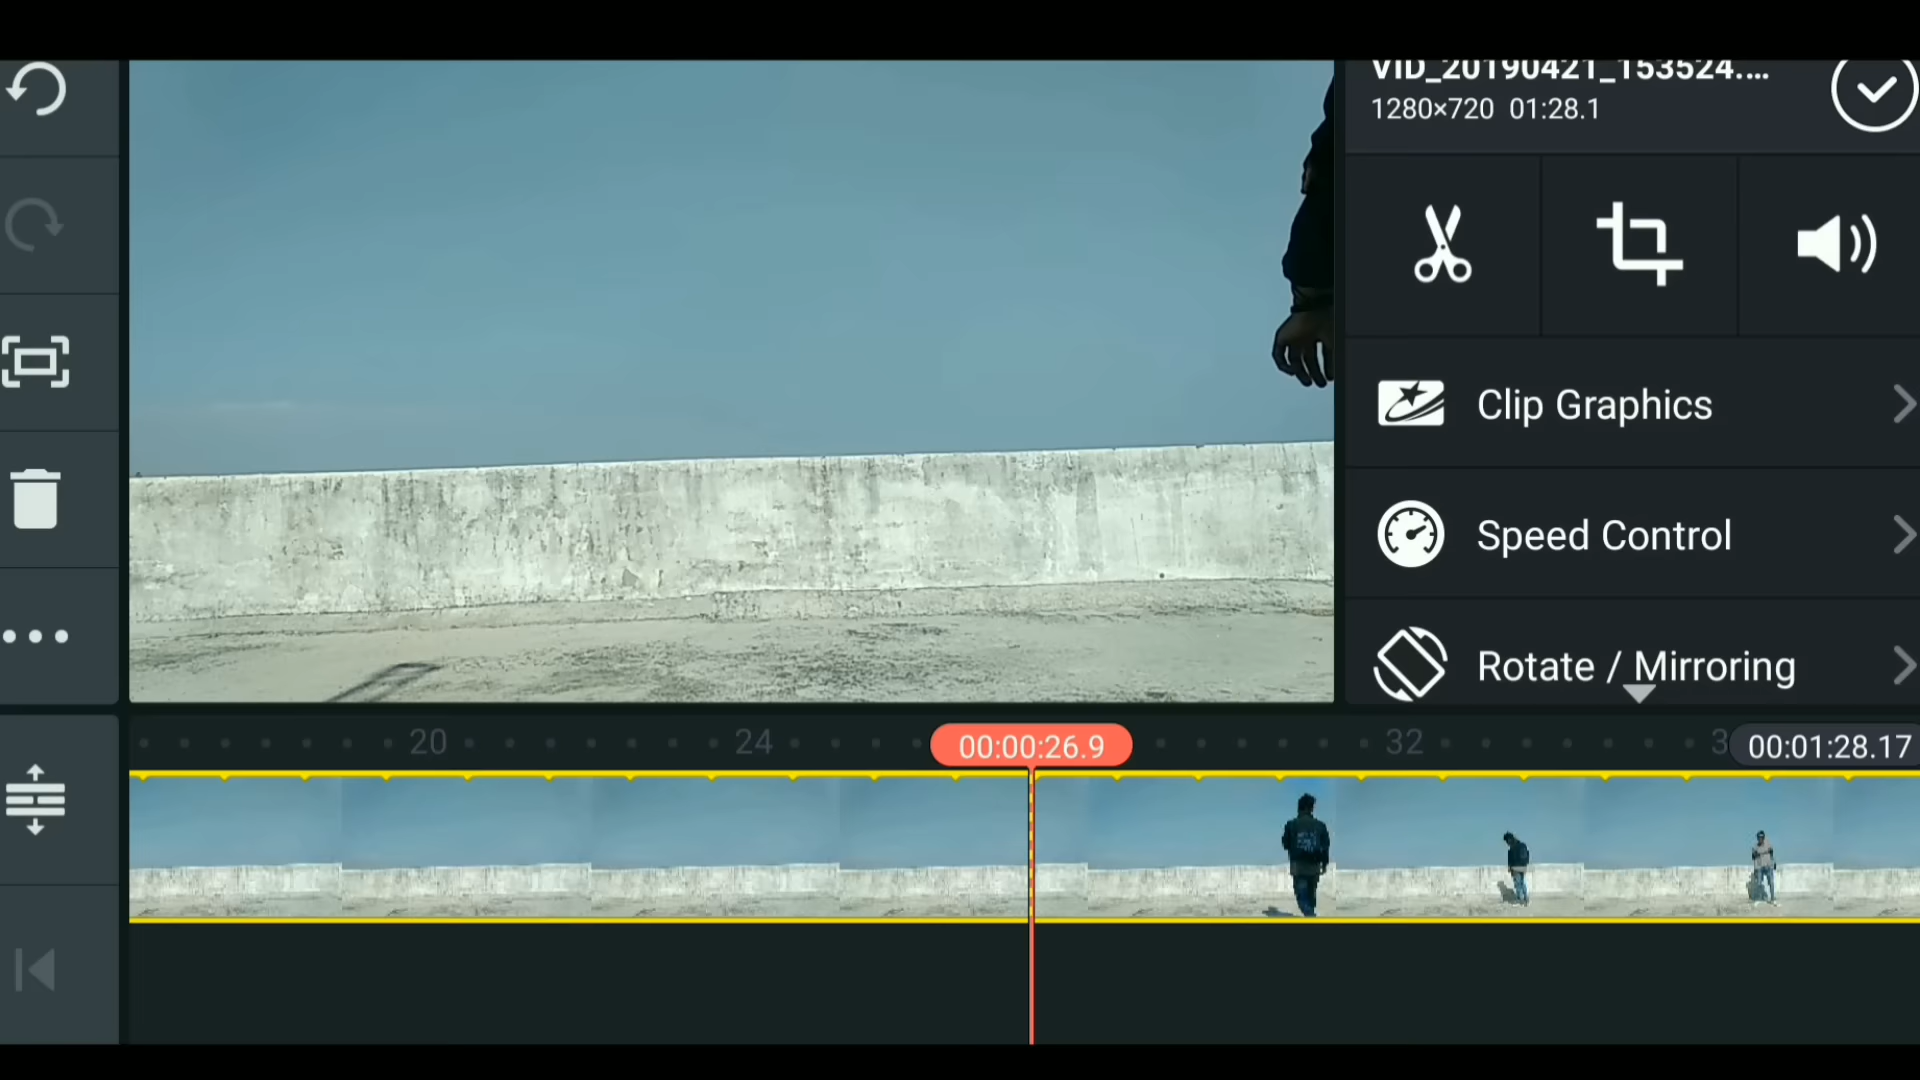 VID_20190421_153524....
1280×720 01:28.1
Clip Graphics
Speed Control
Rotate / Mirroring
20
24
00:00:26.9
32
3
00:01:28.17